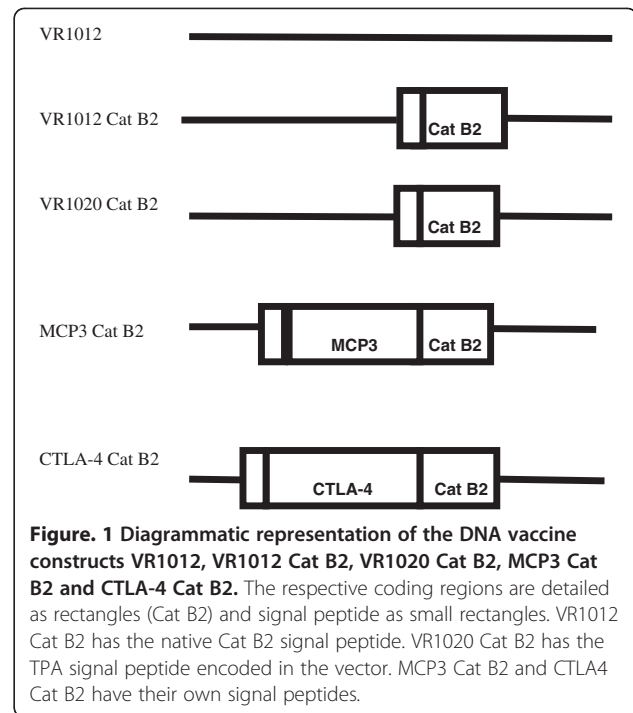 VR1012
VR1012 Cat B2
Cat B2
VR1020 Cat B2
Cat B2
MCP3 Cat B2
MCP3
Cat B2
CTLA-4 Cat B2
CTLA-4
Cat B2
Figure. 1 Diagrammatic representation of the DNA vaccine
constructs VR1012, VR1012 Cat B2, VR1020 Cat B2, MCP3 Cat
B2 and CTLA-4 Cat B2. The respective coding regions are detailed
as rectangles (Cat B2) and signal peptide as small rectangles. VR1012
Cat B2 has the native Cat B2 signal peptide. VR1020 Cat B2 has the
TPA signal peptide encoded in the vector. MCP3 Cat B2 and CTLA4
Cat B2 have their own signal peptides.